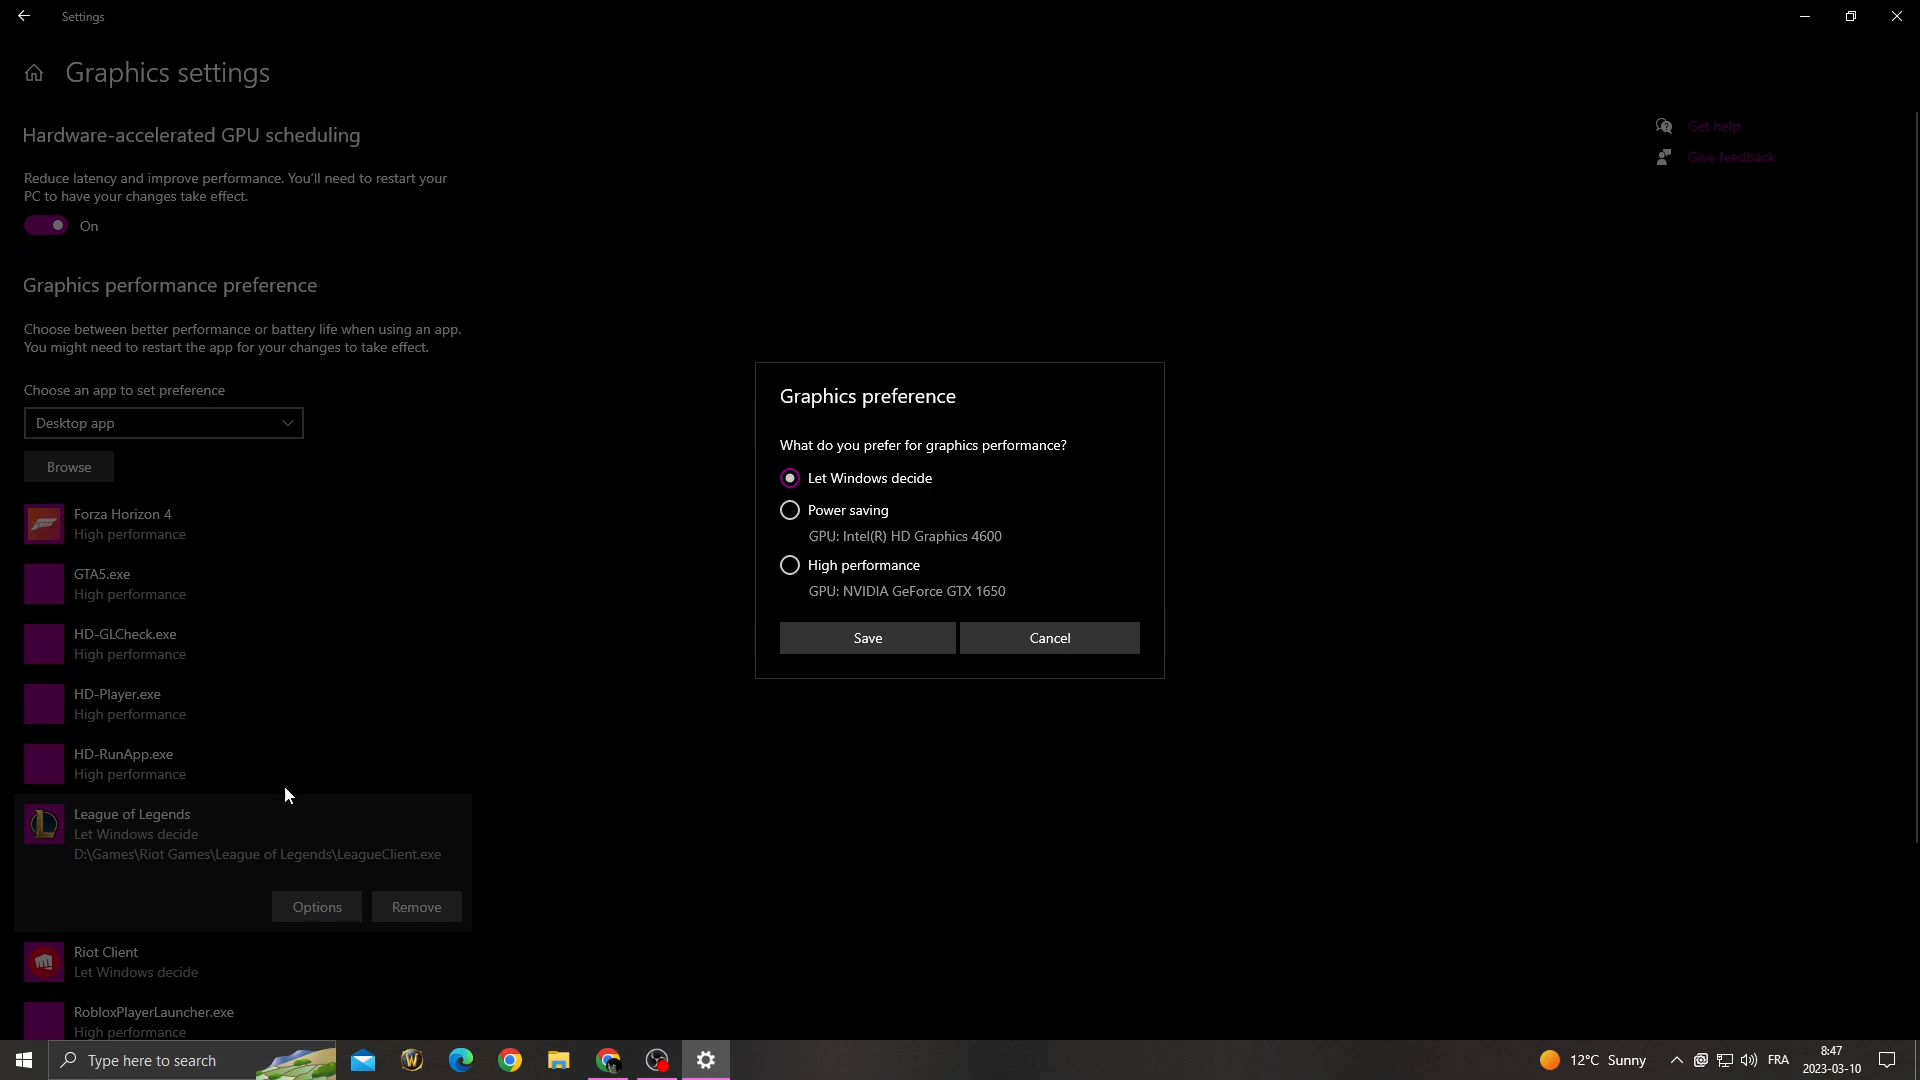 Settings
Graphics settings
Hardware-accelerated GPU scheduling
Reduce latency and improve performance. You'll need to restart your
PC to have your changes take effect.
On
Graphics performance preference
Choose between better performance or battery life when using an app.
You might need to restart the app for your changes to take effect.
Choose an app to set preference
Desktop app
Browse
Forza Horizon 4
High performance
GTA5.exe
High performance
HD-GLCheck.exe
High performance
HD-Player.exe
High performance
HD-RunApp.exe
High performance
League of Legends
Let Windows decide
D:\Games\Riot Games\League of Legends\LeagueClient.exe
Options
Remove
Riot Client
Let Windows decide
RobloxPlayerLauncher.exe
High performance
Get help
Give feedback
Graphics preference
What do you prefer for graphics performance?
Let Windows decide
Power saving
GPU: Intel(R) HD Graphics 4600
High performance
GPU: NVIDIA GeForce GTX 1650
Save
Cancel
Type here to search
12°C Sunny
FRA
8:47
2023-03-10